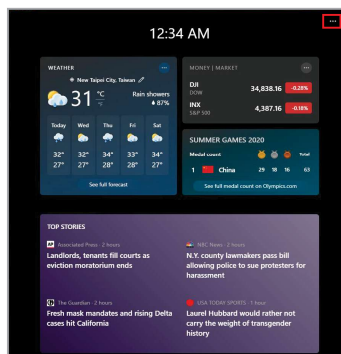 12:34 AM
WEATHER
New Taipei City, Taiwan
31 °C
°F
Rain showers
87%
Today Wed Thu Fri Sat
32° 32° 33° 34° 33°
27° 27° 28° 28° 27°
See full forecast
MONEY | MARKET
DJI
DOW
34,838.16 -0.28%
INX
S&P 500
4,387.16 -0.18%
SUMMER GAMES 2020
Medal count Total
1 China 29 18 16 63
See full medal count on Olympics.com
TOP STORIES
AP Associated Press · 2 hours
Landlords, tenants fill courts as
eviction moratorium ends
NBC News · 2 hours
N.Y. county lawmakers pass bill
allowing police to sue protesters for
harassment
The Guardian · 2 hours
Fresh mask mandates and rising Delta
cases hit California
USA TODAY SPORTS · 1 hour
Laurel Hubbard would rather not
carry the weight of transgender
history